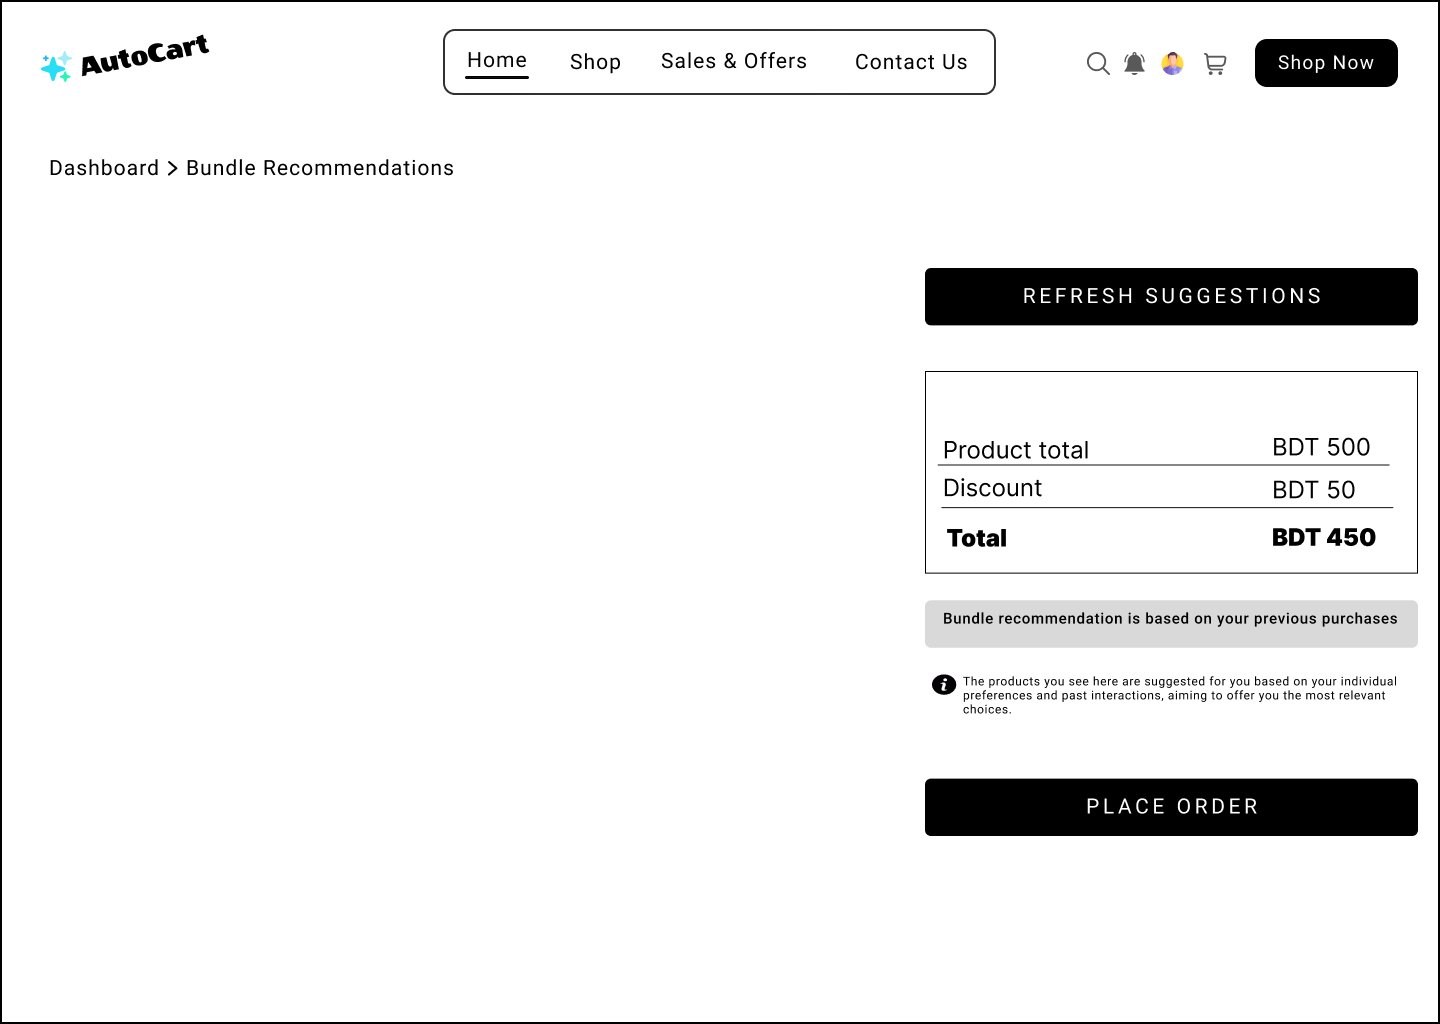 AutoCart
Home Shop Sales & Offers Contact Us
Shop Now
Dashboard > Bundle Recommendations
REFRESH SUGGESTIONS
Product total BDT 500
Discount BDT 50
Total BDT 450
Bundle recommendation is based on your previous purchases
The products you see here are suggested for you based on your individual
preferences and past interactions, aiming to offer you the most relevant
choices.
PLACE ORDER